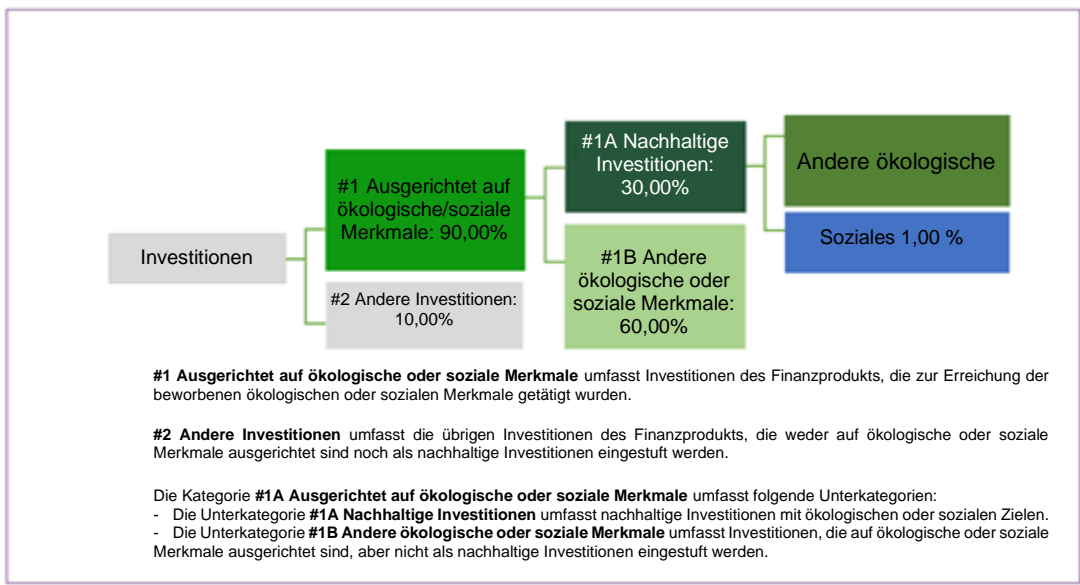 Investitionen
#1 Ausgerichtet auf
ökologische/soziale
Merkmale: 90,00%
#2 Andere Investitionen:
10,00%
#1A Nachhaltige
Investitionen:
30,00%
#1B Andere
ökologische oder
soziale Merkmale:
60,00%
Andere ökologische
Soziales 1,00 %
#1 Ausgerichtet auf ökologische oder soziale Merkmale umfasst Investitionen des Finanzprodukts, die zur Erreichung der
beworbenen ökologischen oder sozialen Merkmale getätigt wurden.
#2 Andere Investitionen umfasst die übrigen Investitionen des Finanzprodukts, die weder auf ökologische oder soziale
Merkmale ausgerichtet sind noch als nachhaltige Investitionen eingestuft werden.
Die Kategorie #1A Ausgerichtet auf ökologische oder soziale Merkmale umfasst folgende Unterkategorien:
- Die Unterkategorie #1A Nachhaltige Investitionen umfasst nachhaltige Investitionen mit ökologischen oder sozialen Zielen.
- Die Unterkategorie #1B Andere ökologische oder soziale Merkmale umfasst Investitionen, die auf ökologische oder soziale
Merkmale ausgerichtet sind, aber nicht als nachhaltige Investitionen eingestuft werden.